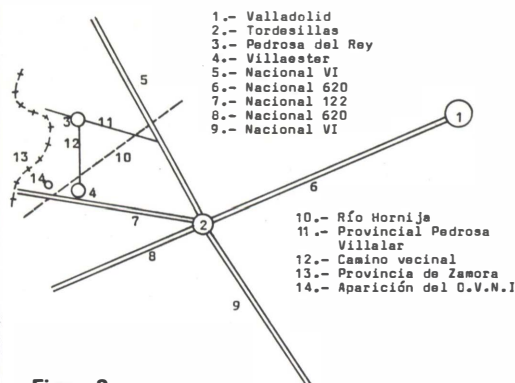 1.- Valladolid
2.- Tordesillas
3.- Pedrosa del Rey
4.- Villaester
5.- Nacional VI
6.- Nacional 620
7.- Nacional 122
8.- Nacional 620
9.- Nacional VI
5
3
11
1
12
10
13
6
14
4
7
2
10.- Río Hornija
11.- Provincial Pedrosa
Villalar
12.- Camino vecinal
13.- Provincia de Zamora
14.- Aparición del O.V.N.I
8
9